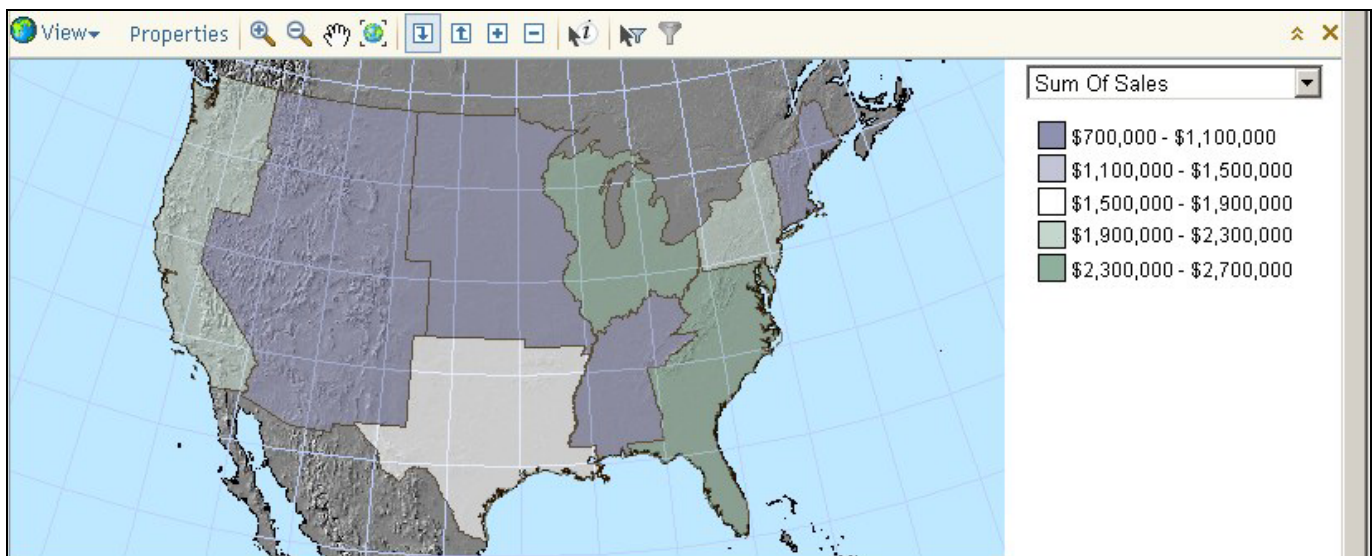 View Properties
Sum Of Sales
$700,000 - $1,100,000
$1,100,000 - $1,500,000
$1,500,000 - $1,900,000
$1,900,000 - $2,300,000
$2,300,000 - $2,700,000